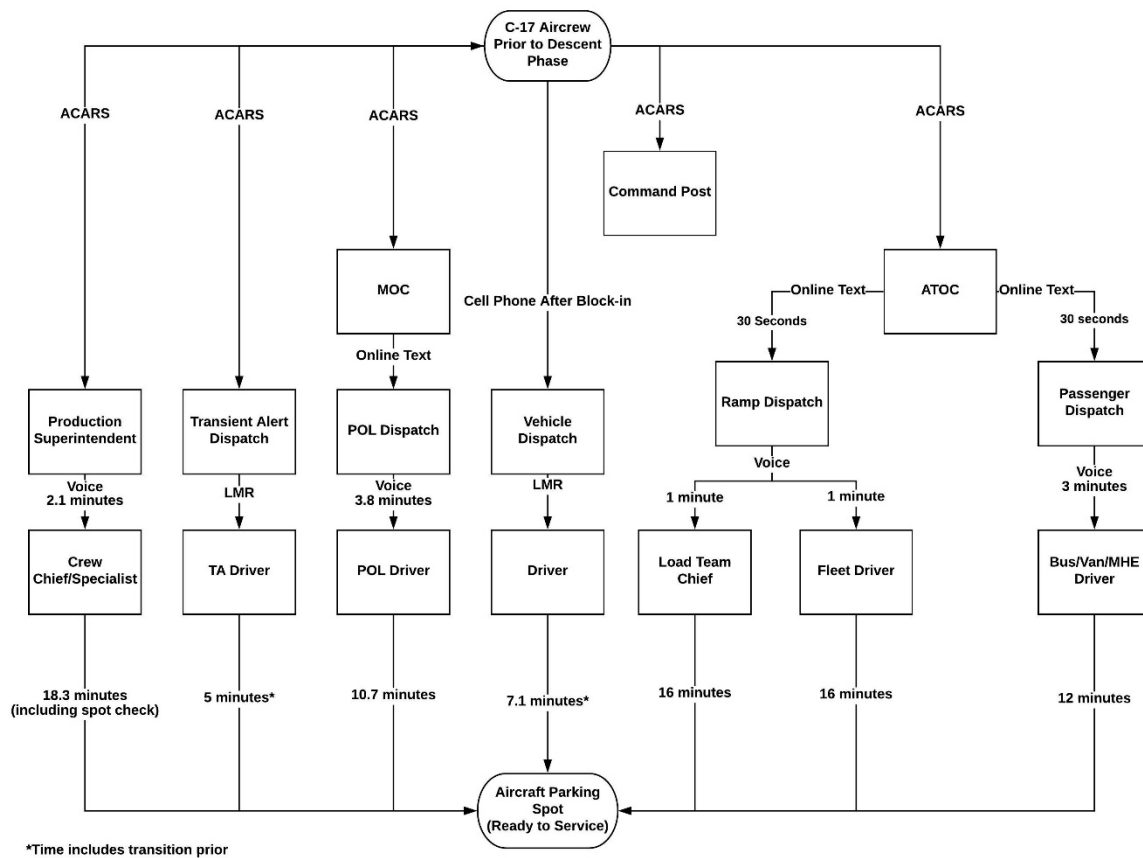 C-17 Aircrew
Prior to Descent
Phase
ACARS
ACARS
ACARS
ACARS
ACARS
Command Post
MOC
ATOC
Cell Phone After Block-in
Online Text
Online Text
30 Seconds
30 Seconds
Online Text
Production
Superintendent
Transient Alert
Dispatch
POL Dispatch
Vehicle
Dispatch
Ramp Dispatch
Passenger
Dispatch
Voice
2.1 minutes
LMR
Voice
3.8 minutes
LMR
Voice
1 minute
1 minute
Voice
3 minutes
Crew
Chief/Specialist
TA Driver
POL Driver
Driver
Load Team
Chief
Fleet Driver
Bus/Van/MHE
Driver
18.3 minutes
(including spot check)
5 minutes*
10.7 minutes
7.1 minutes*
16 minutes
16 minutes
12 minutes
Aircraft Parking
Spot
(Ready to Service)
*Time includes transition prior